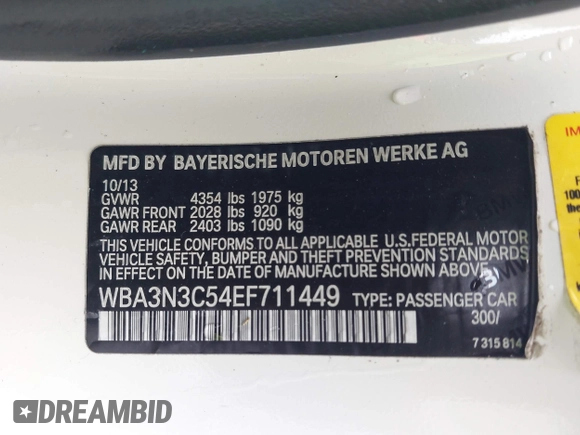 MFD BY BAYERISCHE MOTOREN WERKE AG
10/13
GVWR 4354 lbs 1975 kg
GAWR FRONT 2028 lbs 920 kg
GAWR REAR 2403 lbs 1090 kg
THIS VEHICLE CONFORMS TO ALL APPLICABLE U.S.FEDERAL MOTOR
VEHICLE SAFETY, BUMPER AND THEFT PREVENTION STANDARDS
IN EFFECT ON THE DATE OF MANUFACTURE SHOWN ABOVE.
WBA3N3C54EF711449 TYPE: PASSENGER CAR
300/
7 315 814
DREAMBID